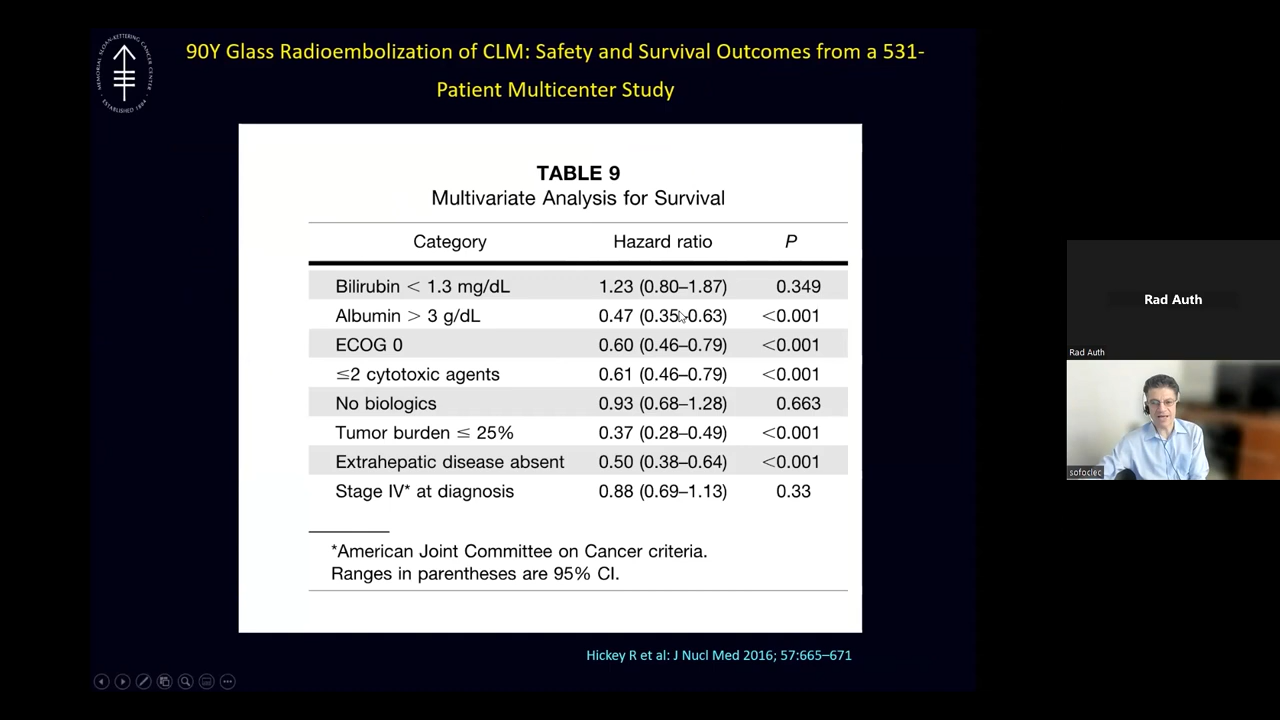 MEMORIAL SLOAN-KETTERING CANCER CENTER
· ESTABLISHED 1884 ·
90Y Glass Radioembolization of CLM: Safety and Survival Outcomes from a 531-
Patient Multicenter Study
TABLE 9
Multivariate Analysis for Survival
Category Hazard ratio P
Bilirubin < 1.3 mg/dL 1.23 (0.80–1.87) 0.349
Albumin > 3 g/dL 0.47 (0.35–0.63) <0.001
ECOG 0 0.60 (0.46–0.79) <0.001
≤2 cytotoxic agents 0.61 (0.46–0.79) <0.001
No biologics 0.93 (0.68–1.28) 0.663
Tumor burden ≤ 25% 0.37 (0.28–0.49) <0.001
Extrahepatic disease absent 0.50 (0.38–0.64) <0.001
Stage IV* at diagnosis 0.88 (0.69–1.13) 0.33
*American Joint Committee on Cancer criteria.
Ranges in parentheses are 95% CI.
Hickey R et al: J Nucl Med 2016; 57:665–671
Rad Auth
Rad Auth
sofoclec